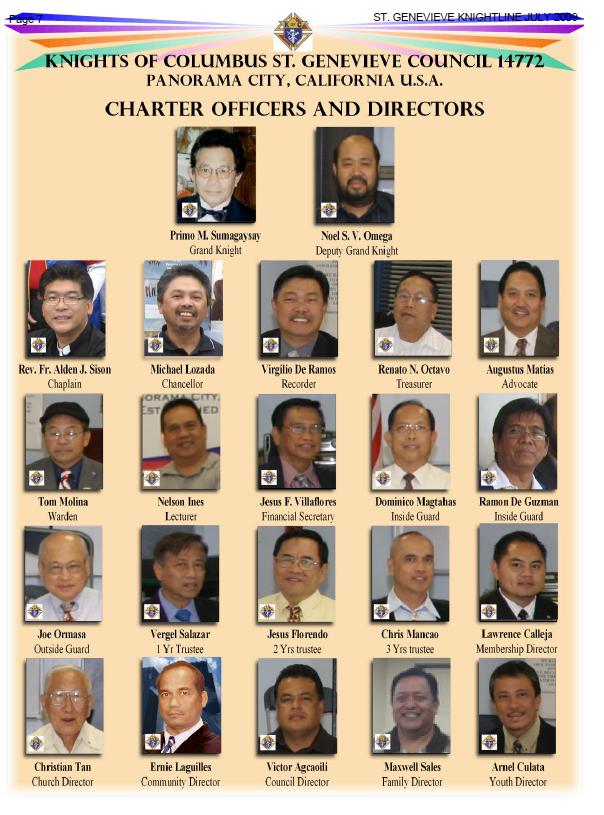 Page 7
ST. GENEVIEVE KNIGHTLINE JULY 2009
KNIGHTS OF COLUMBUS ST. GENEVIEVE COUNCIL 14772
PANORAMA CITY, CALIFORNIA U.S.A.
CHARTER OFFICERS AND DIRECTORS
Primo M. Sumagaysay
Grand Knight
Noel S. V. Omega
Deputy Grand Knight
Rev. Fr. Alden J. Sison
Chaplain
Michael Lozada
Chancellor
Virgilio De Ramos
Recorder
Renato N. Octavo
Treasurer
Augustus Matias
Advocate
Tom Molina
Warden
Nelson Ines
Lecturer
Jesus F. Villaflores
Financial Secretary
Dominico Magtahas
Inside Guard
Ramon De Guzman
Inside Guard
Joe Ormasa
Outside Guard
Vergel Salazar
1 Yr Trustee
Jesus Florendo
2 Yrs trustee
Chris Mancao
3 Yrs trustee
Lawrence Calleja
Membership Director
Christian Tan
Church Director
Ernie Laguilles
Community Director
Victor Agcaoili
Council Director
Maxwell Sales
Family Director
Arnel Culata
Youth Director